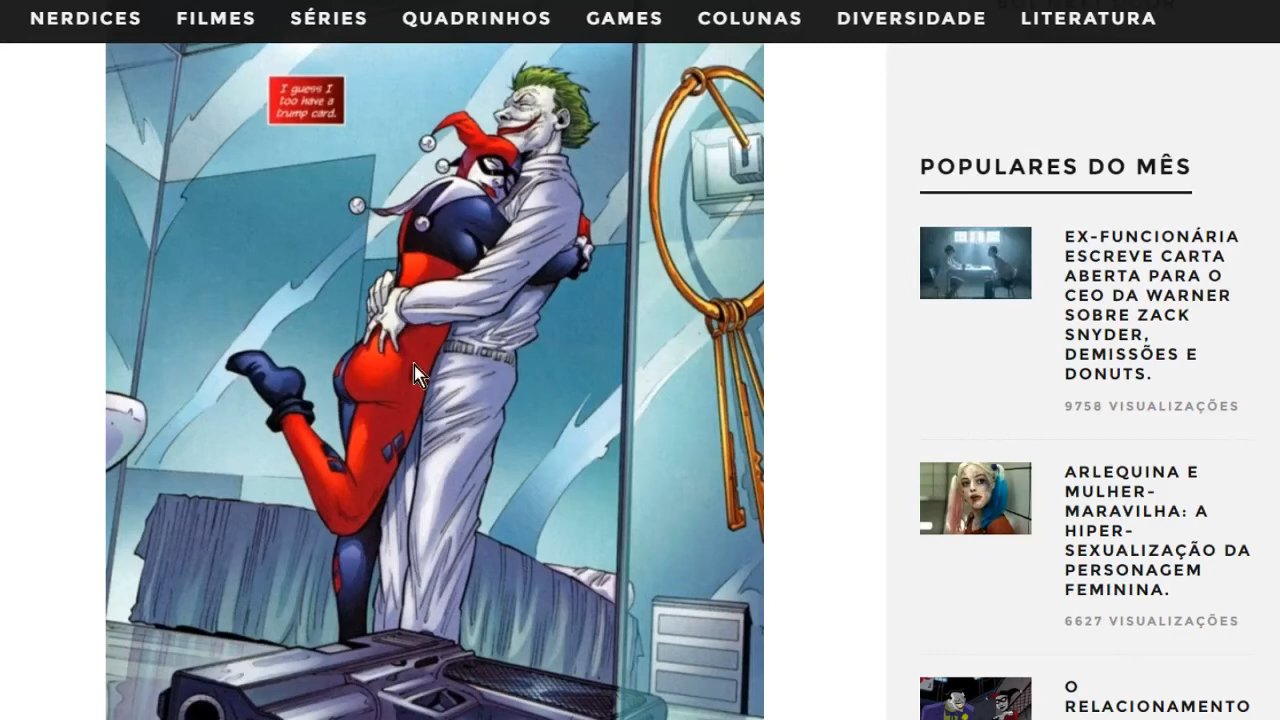 NERDICES FILMES SÉRIES QUADRINHOS GAMES COLUNAS DIVERSIDADE LITERATURA
I guess I
too have a
trump card.
POPULARES DO MÊS
EX-FUNCIONÁRIA
ESCREVE CARTA
ABERTA PARA O
CEO DA WARNER
SOBRE ZACK
SNYDER,
DEMISSÕES E
DONUTS.
9758 VISUALIZAÇÕES
ARLEQUINA E
MULHER-
MARAVILHA: A
HIPER-
SEXUALIZAÇÃO DA
PERSONAGEM
FEMININA.
6627 VISUALIZAÇÕES
O
RELACIONAMENTO